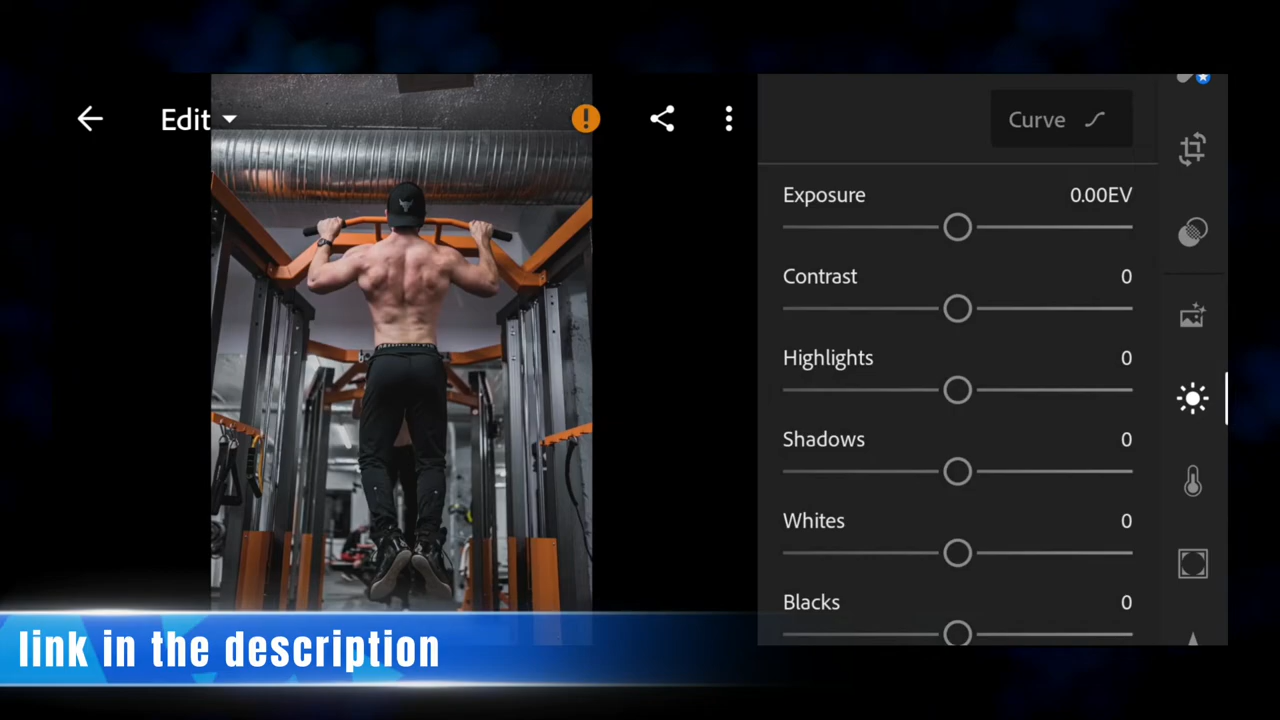 Edit
Curve
Exposure 0.00EV
Contrast 0
Highlights 0
Shadows 0
Whites 0
Blacks 0
link in the description